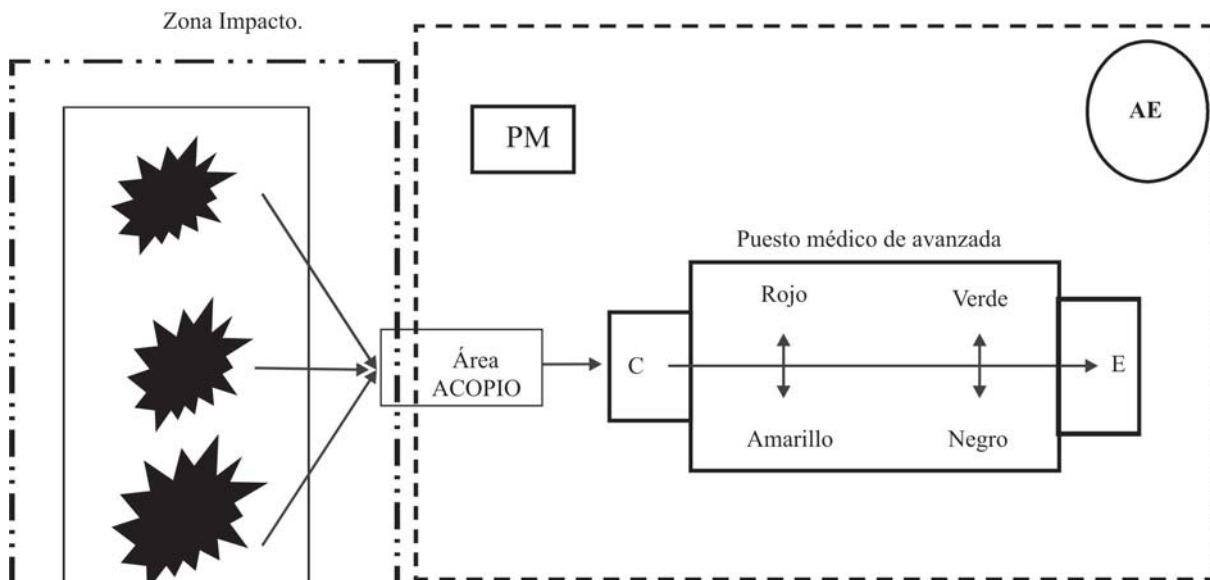 Zona Impacto.
PM
AE
Puesto médico de avanzada
Rojo
Verde
Área
ACOPIO
C
E
Amarillo
Negro